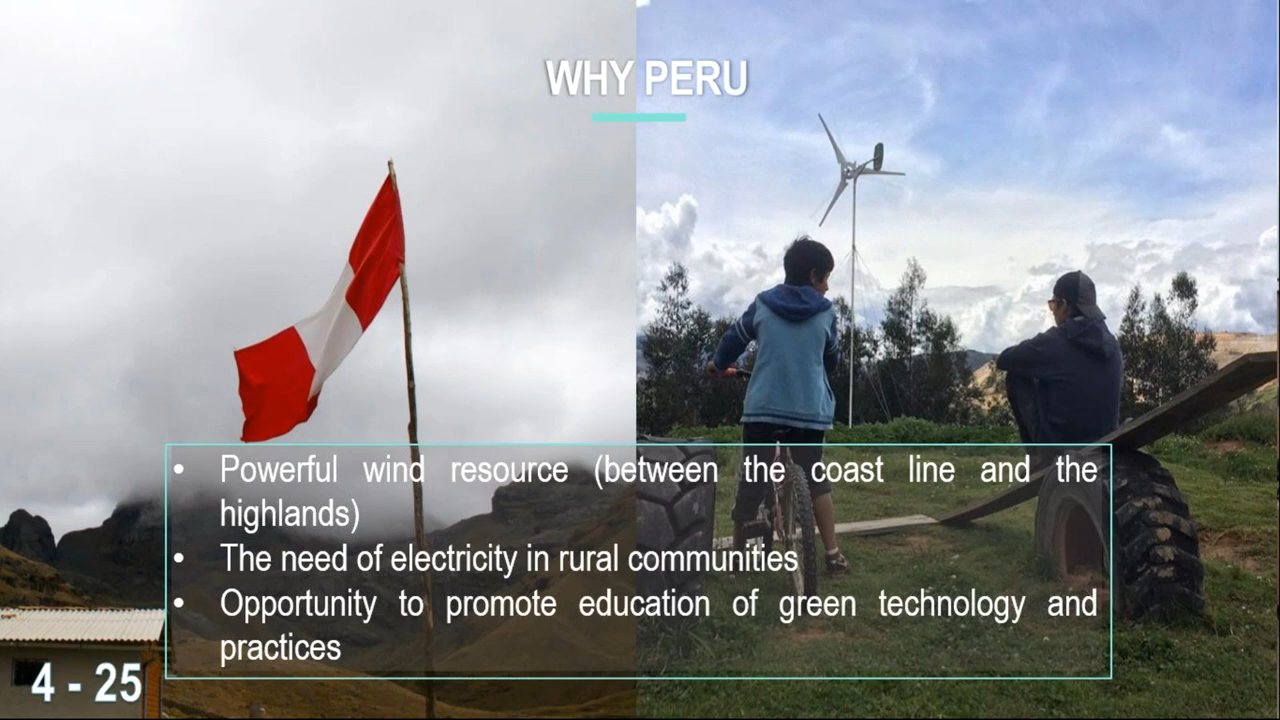 WHY PERU
• Powerful wind resource (between the coast line and the
highlands)
• The need of electricity in rural communities
• Opportunity to promote education of green technology and
practices
4 - 25